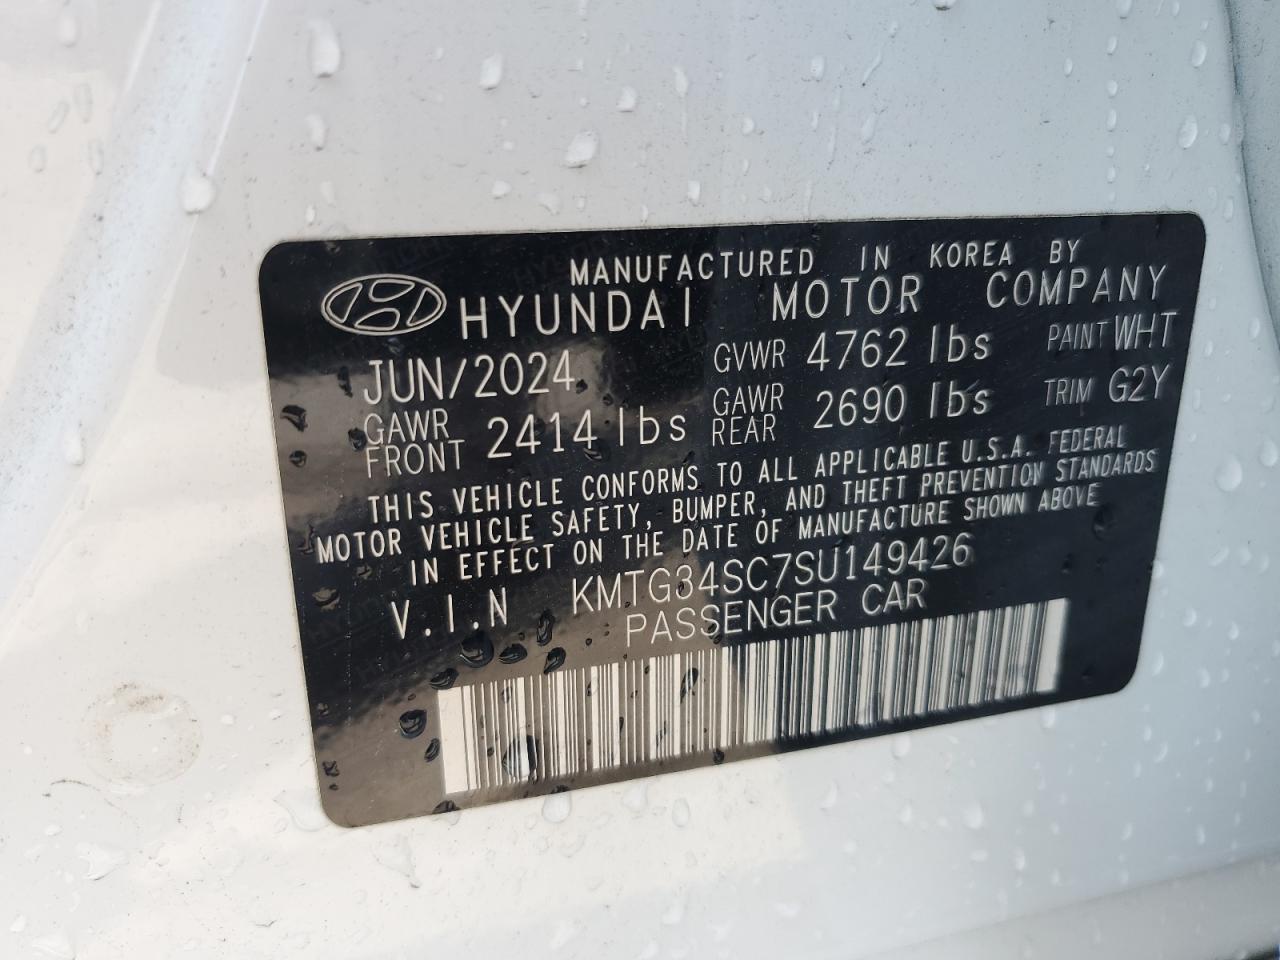 MANUFACTURED IN KOREA BY
HYUNDAI MOTOR COMPANY
JUN/2024 GVWR 4762 lbs PAINT WHT
GAWR FRONT 2414 lbs GAWR REAR 2690 lbs TRIM G2Y
THIS VEHICLE CONFORMS TO ALL APPLICABLE U.S.A. FEDERAL
MOTOR VEHICLE SAFETY, BUMPER, AND THEFT PREVENTION STANDARDS
IN EFFECT ON THE DATE OF MANUFACTURE SHOWN ABOVE
V.I.N KMTG34SC7SU149426
PASSENGER CAR